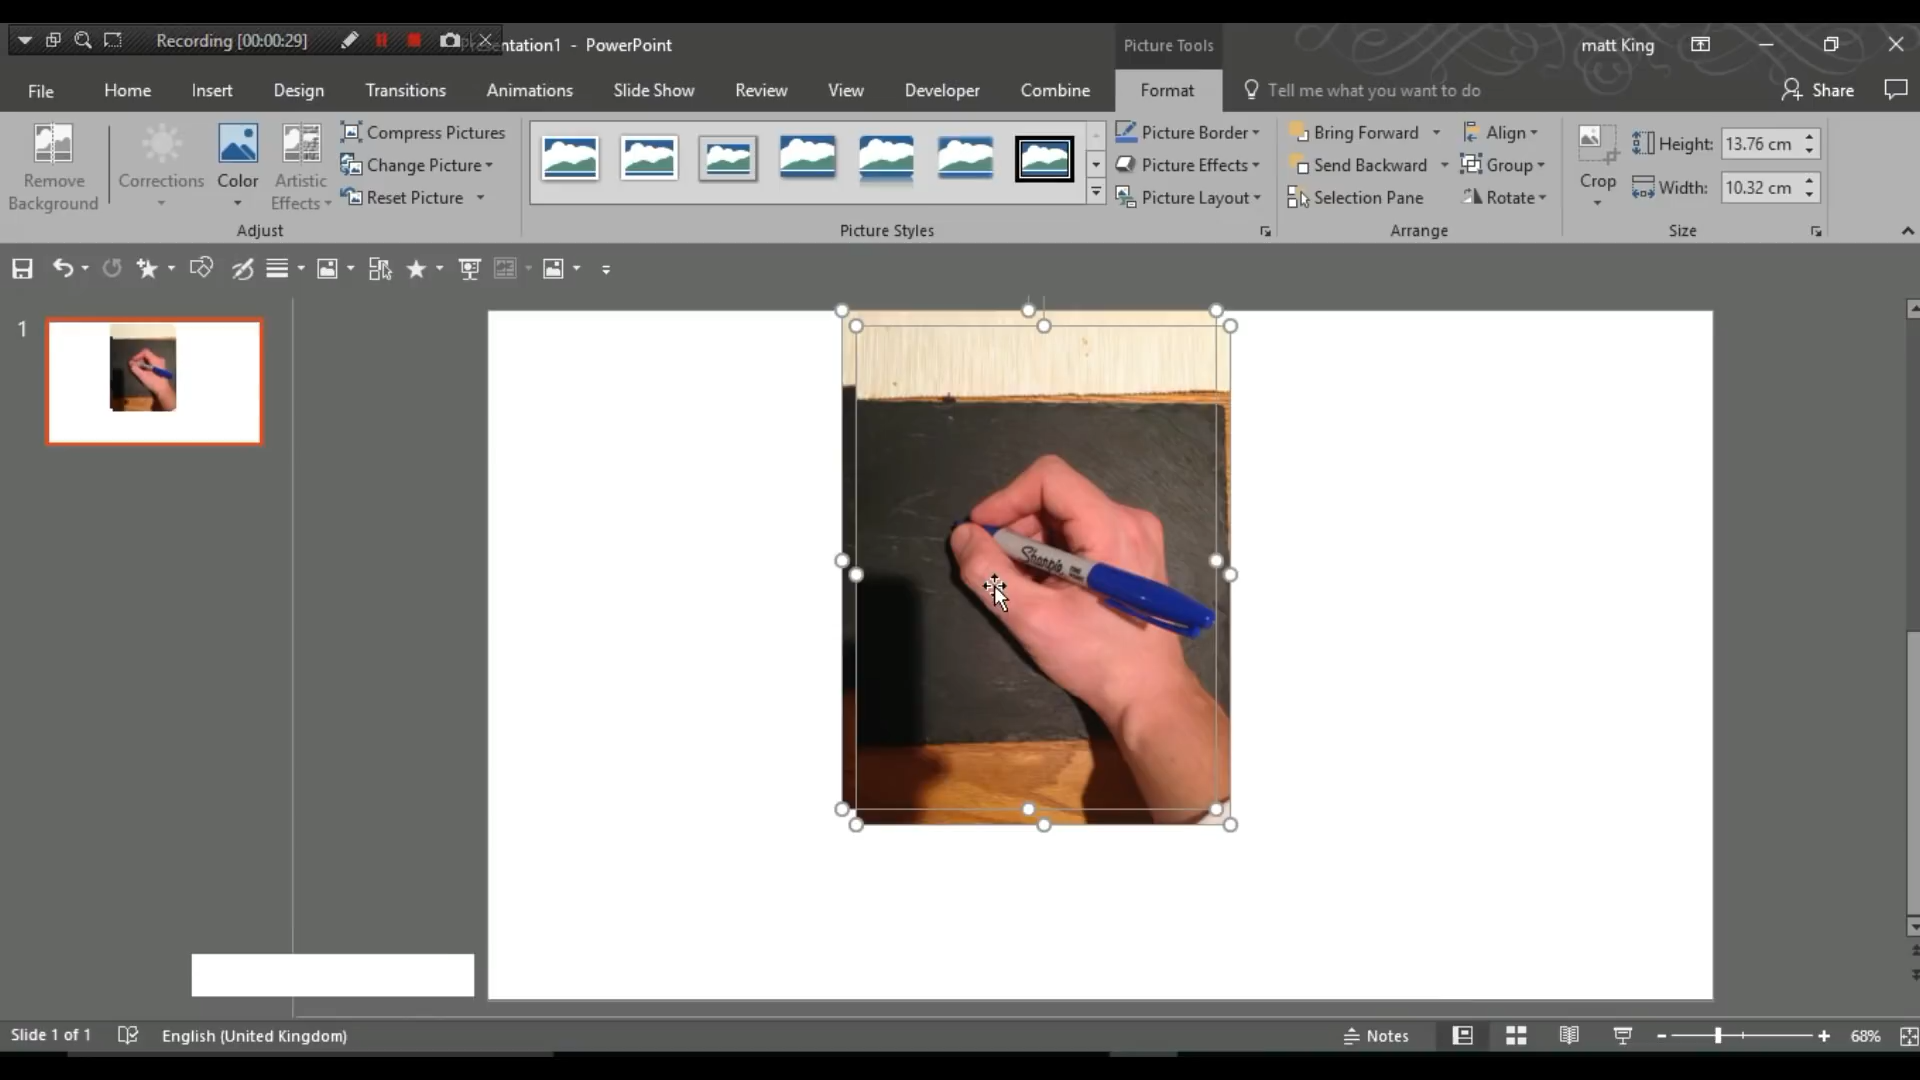 Recording [00:00:29]
ntation1 - PowerPoint
Picture Tools
matt King
File Home Insert Design Transitions Animations Slide Show Review View Developer Combine Format Tell me what you want to do Share
Remove Background
Corrections
Color
Artistic Effects
Compress Pictures
Change Picture
Reset Picture
Adjust
Picture Styles
Picture Border
Picture Effects
Picture Layout
Bring Forward
Send Backward
Selection Pane
Align
Group
Rotate
Arrange
Crop
Height: 13.76 cm
Width: 10.32 cm
Size
1
Sharpie
Slide 1 of 1 English (United Kingdom) Notes 68%